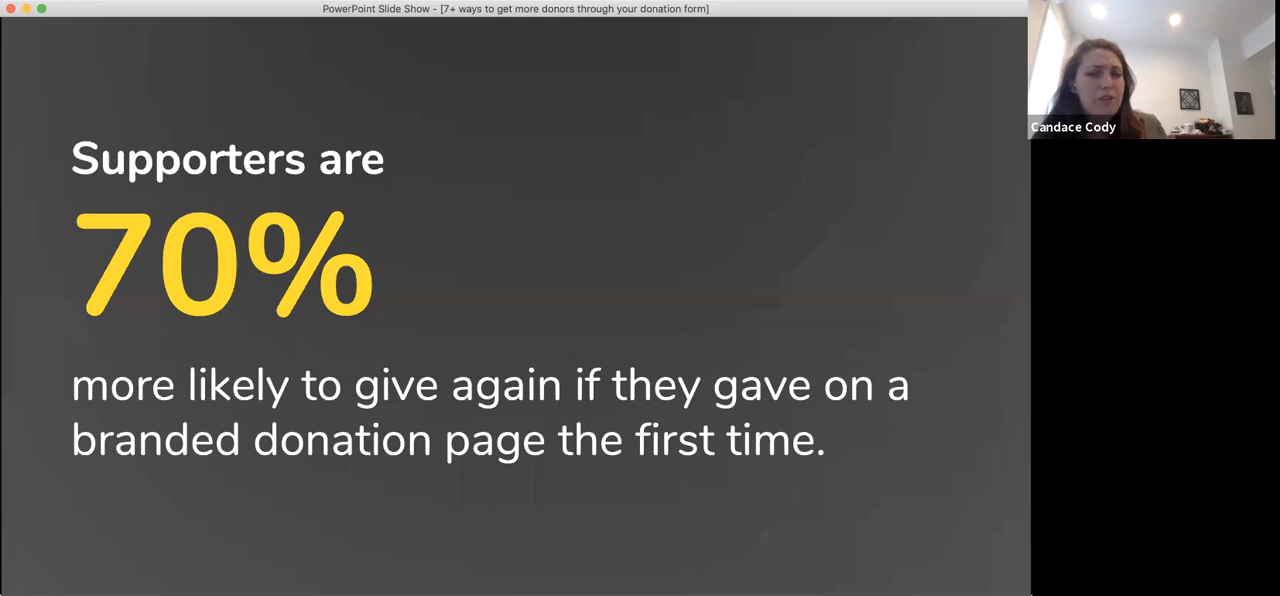 PowerPoint Slide Show - [7+ ways to get more donors through your donation form]
Supporters are
70%
more likely to give again if they gave on a
branded donation page the first time.
Candace Cody